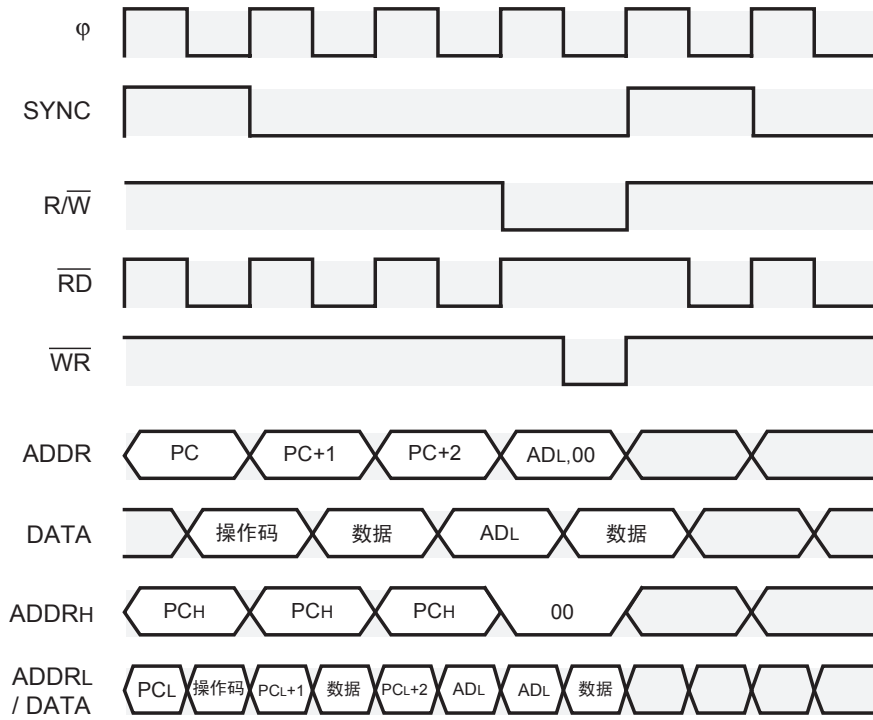 φ
SYNC
R/W̅
R̅D̅
W̅R̅
ADDR PC PC+1 PC+2 ADL,00
DATA 操作码 数据 ADL 数据
ADDRH PCH PCH PCH 00
ADDRL
/ DATA PCL 操作码 PCL+1 数据 PCL+2 ADL ADL 数据